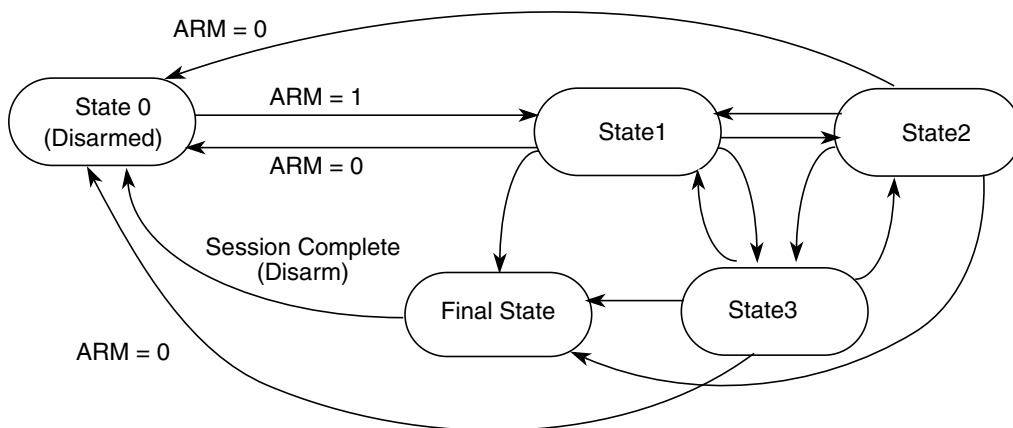 ARM = 0
State 0
(Disarmed)
ARM = 1
State1
State2
ARM = 0
Session Complete
(Disarm)
Final State
State3
ARM = 0